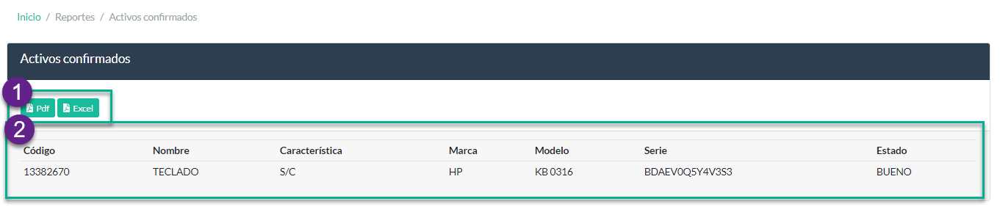 Inicio / Reportes / Activos confirmados
Activos confirmados
1
Pdf Excel
2
Código Nombre Característica Marca Modelo Serie Estado
13382670 TECLADO S/C HP KB 0316 BDAEV0Q5Y4V3S3 BUENO